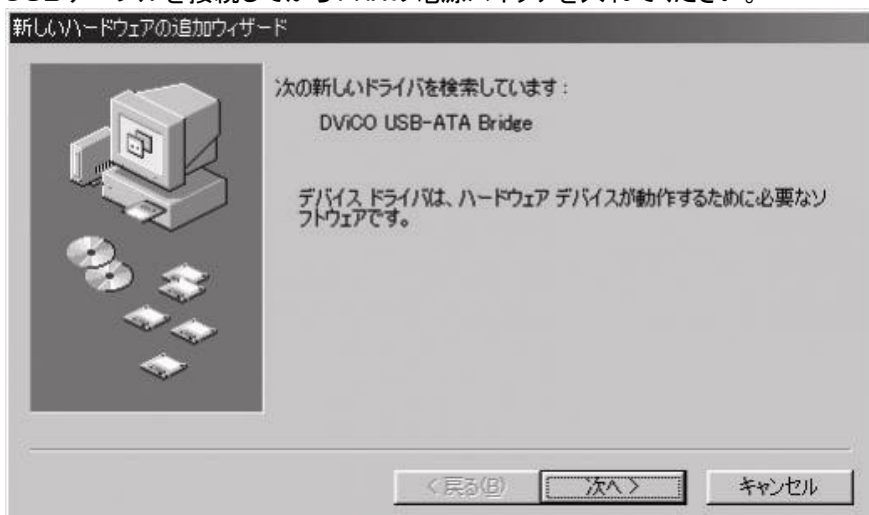 新しいハードウェアの追加ウィザード
次の新しいドライバを検索しています：
DViCO USB-ATA Bridge
デバイス ドライバは、ハードウェア デバイスが動作するために必要なソ
フトウェアです。
< 戻る(B)
次へ >
キャンセル